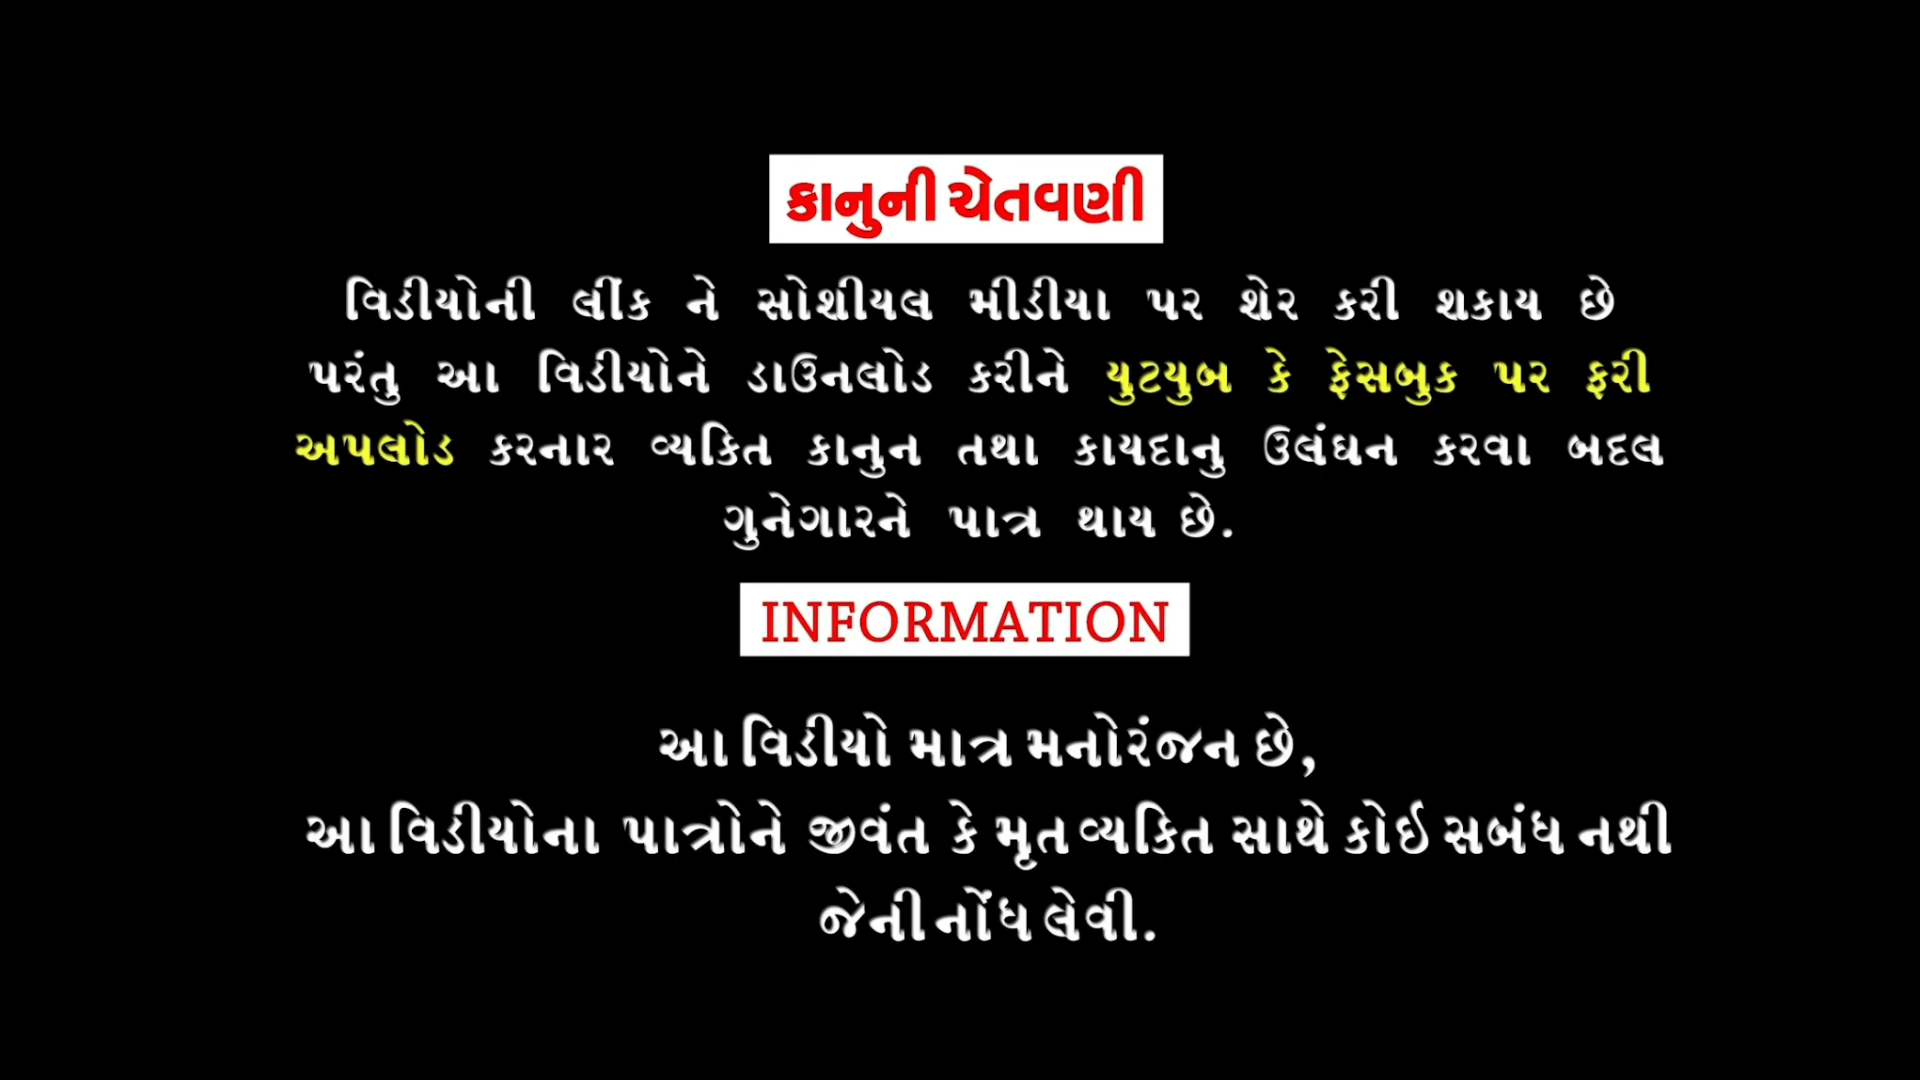 કાનુની ચેતવણી
વિડીયોની લીંક ને સોશીયલ મીડીયા પર શેર કરી શકાય છે
પરંતુ આ વિડીયોને ડાઉનલોડ કરીને યુટયુબ કે ફેસબુક પર ફરી
અપલોડ કરનાર વ્યકિત કાનુન તથા કાયદાનુ ઉલંઘન કરવા બદલ
ગુનેગારને પાત્ર થાય છે.
INFORMATION
આ વિડીયો માત્ર મનોરંજન છે,
આ વિડીયોના પાત્રોને જીવંત કે મૃત વ્યકિત સાથે કોઇ સબંધ નથી
જેની નોંધ લેવી.